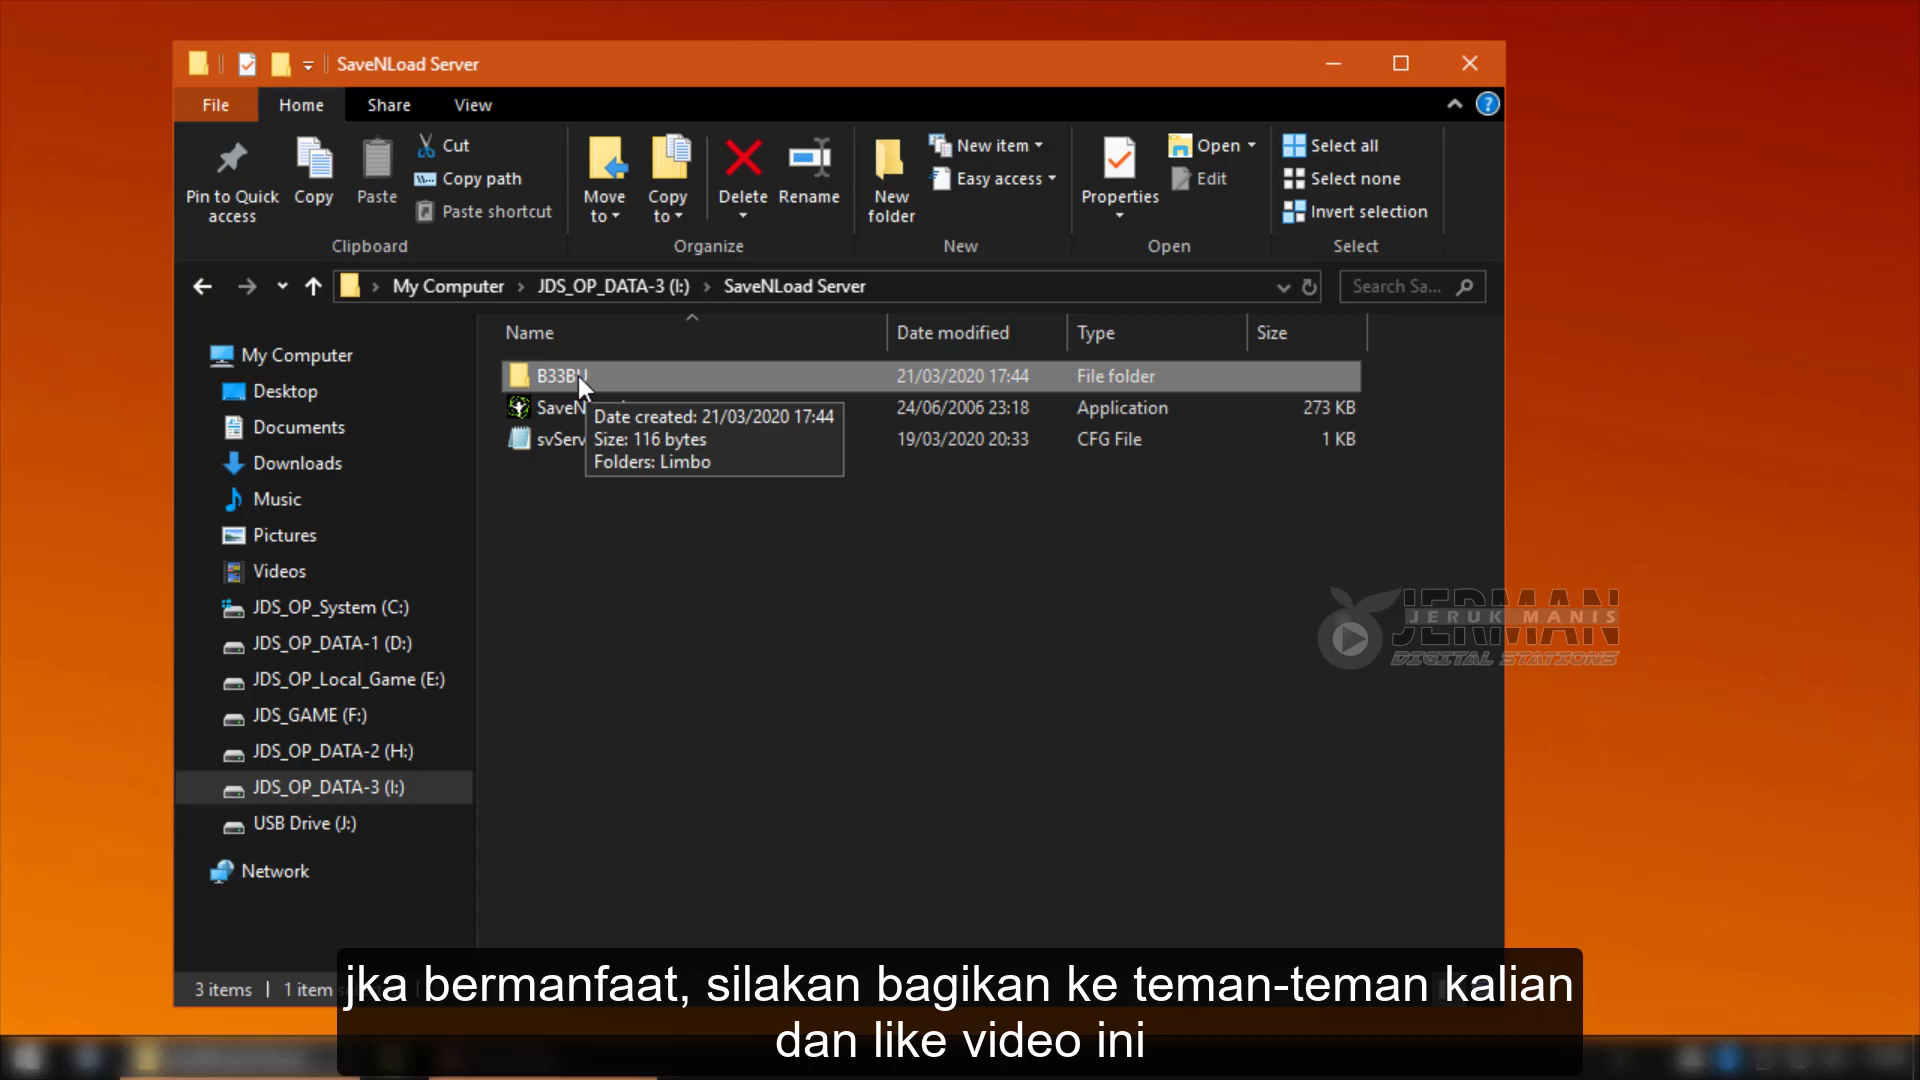 SaveNLoad Server
File Home Share View
Pin to Quick access
Copy
Paste
Cut
Copy path
Paste shortcut
Clipboard
Move to
Copy to
Delete
Rename
Organize
New folder
New item
Easy access
New
Properties
Open
Edit
Open
Select all
Select none
Invert selection
Select
My Computer JDS_OP_DATA-3 (I:) SaveNLoad Server
Search Sa...
Name Date modified Type Size
B33BU 21/03/2020 17:44 File folder
24/06/2006 23:18 Application 273 KB
19/03/2020 20:33 CFG File 1 KB
Date created: 21/03/2020 17:44
Size: 116 bytes
Folders: Limbo
My Computer
Desktop
Documents
Downloads
Music
Pictures
Videos
JDS_OP_System (C:)
JDS_OP_DATA-1 (D:)
JDS_OP_Local_Game (E:)
JDS_GAME (F:)
JDS_OP_DATA-2 (H:)
JDS_OP_DATA-3 (I:)
USB Drive (J:)
Network
JERMAN
JERUK MANIS
DIGITAL STATIONS
3 items 1 item
jka bermanfaat, silakan bagikan ke teman-teman kalian
dan like video ini